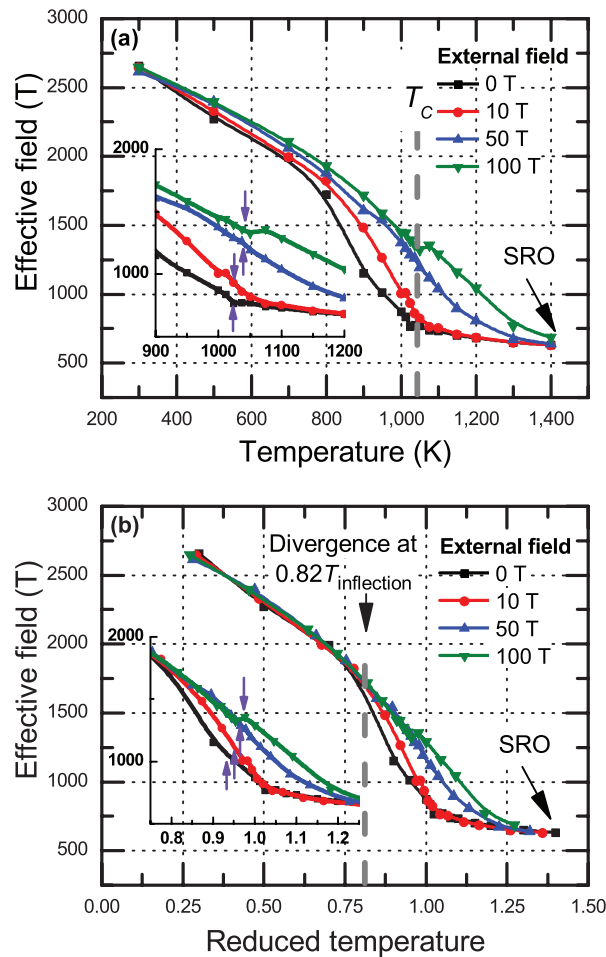 (a)
External field
0 T
10 T
50 T
100 T
T_C
SRO
3000
2500
2000
1500
1000
500
Effective field (T)
2000
1000
900 1000 1100 1200
200 400 600 800 1,000 1,200 1,400
Temperature (K)
(b)
Divergence at
0.82T_inflection
External field
0 T
10 T
50 T
100 T
SRO
3000
2500
2000
1500
1000
500
Effective field (T)
2000
1000
0.8 0.9 1.0 1.1 1.2
0.00 0.25 0.50 0.75 1.00 1.25 1.50
Reduced temperature